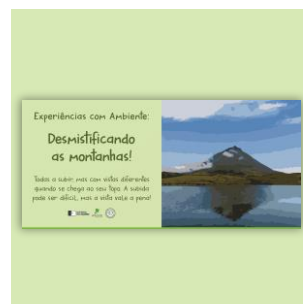 Experiências com Ambiente:
Desmistificando
as montanhas!
Todos a subir, mas com vistas diferentes
quando se chega ao seu topo. A subida
pode ser difícil, mas a vista vale a pena!